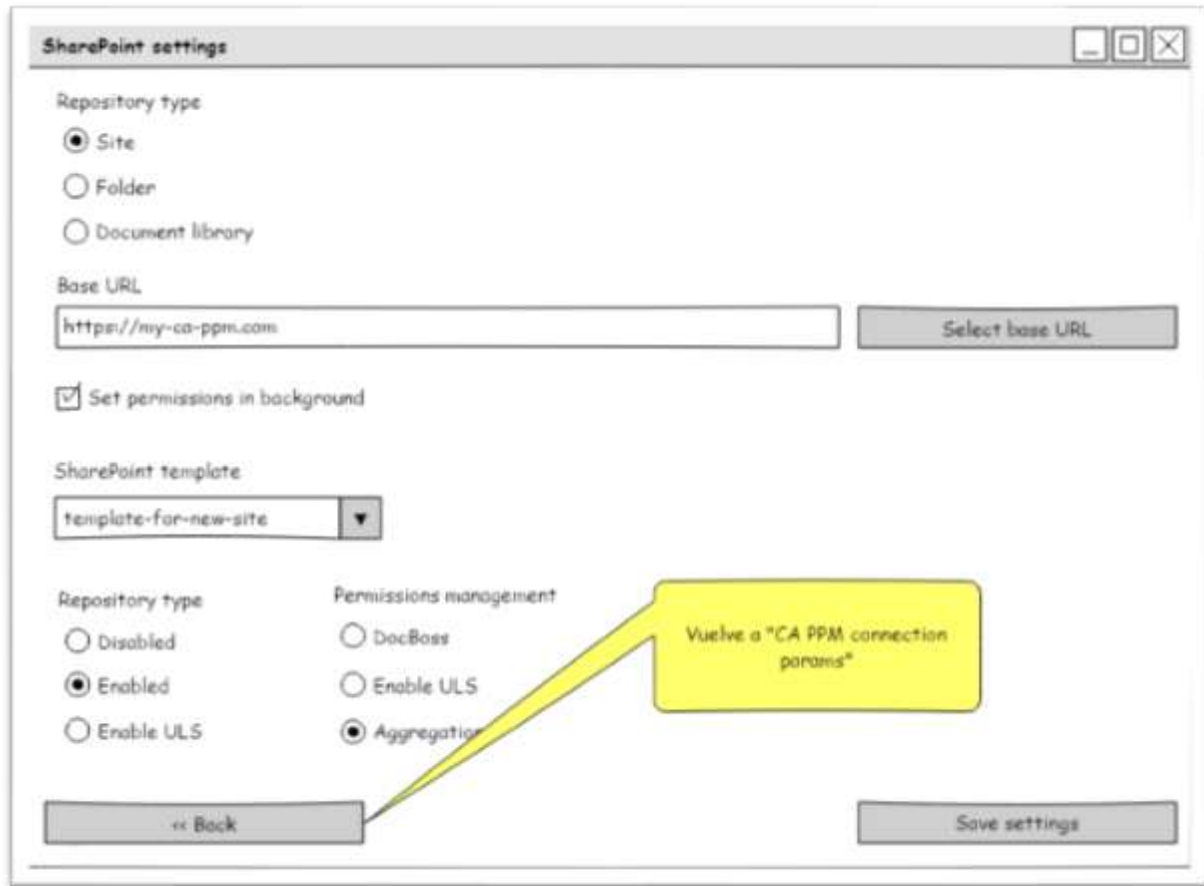 SharePoint settings
Repository type
Site
Folder
Document library
Base URL
https://my-ca-ppm.com
Select base URL
Set permissions in background
SharePoint template
template-for-new-site
Repository type
Disabled
Enabled
Enable ULS
Permissions management
DocBoss
Enable ULS
Aggregation
Vuelve a "CA PPM connection
params"
<< Back
Save settings